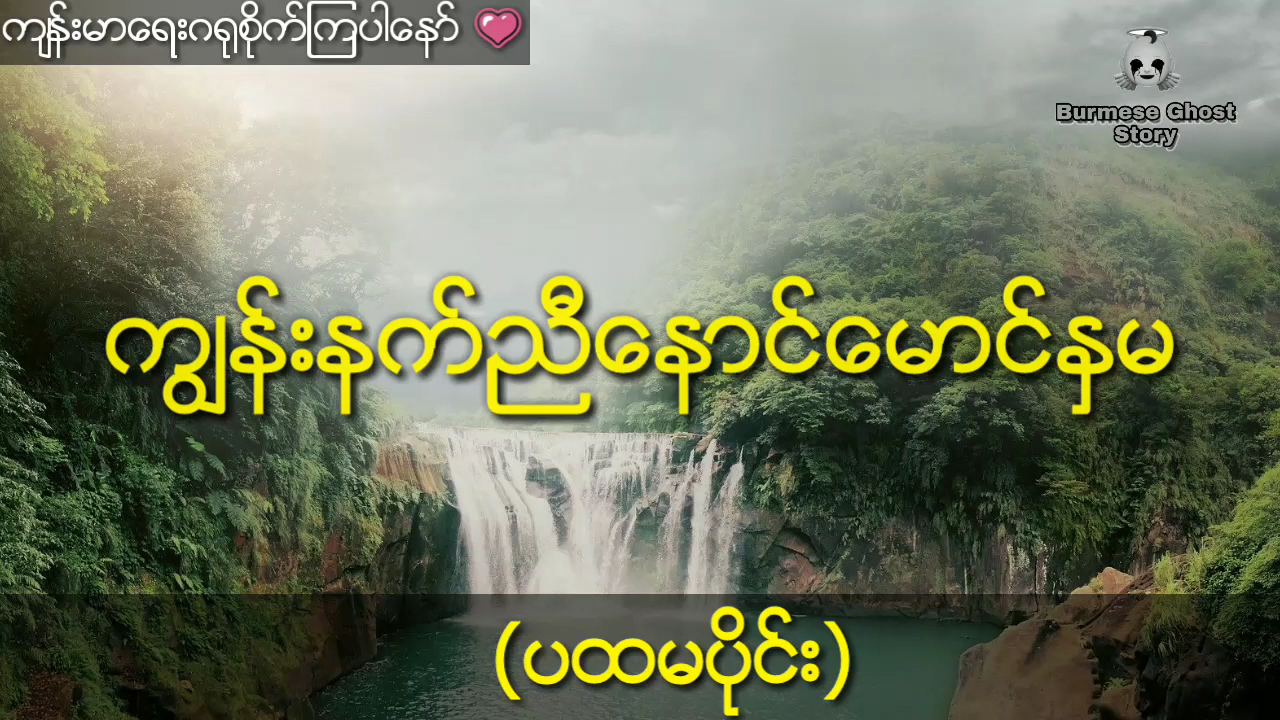 ကျန်းမာရေးဂရုစိုက်ကြပါနော် 💗
Burmese Ghost
Story
ကျွန်းနက်ညီနောင်မောင်နှမ
(ပထမပိုင်း)